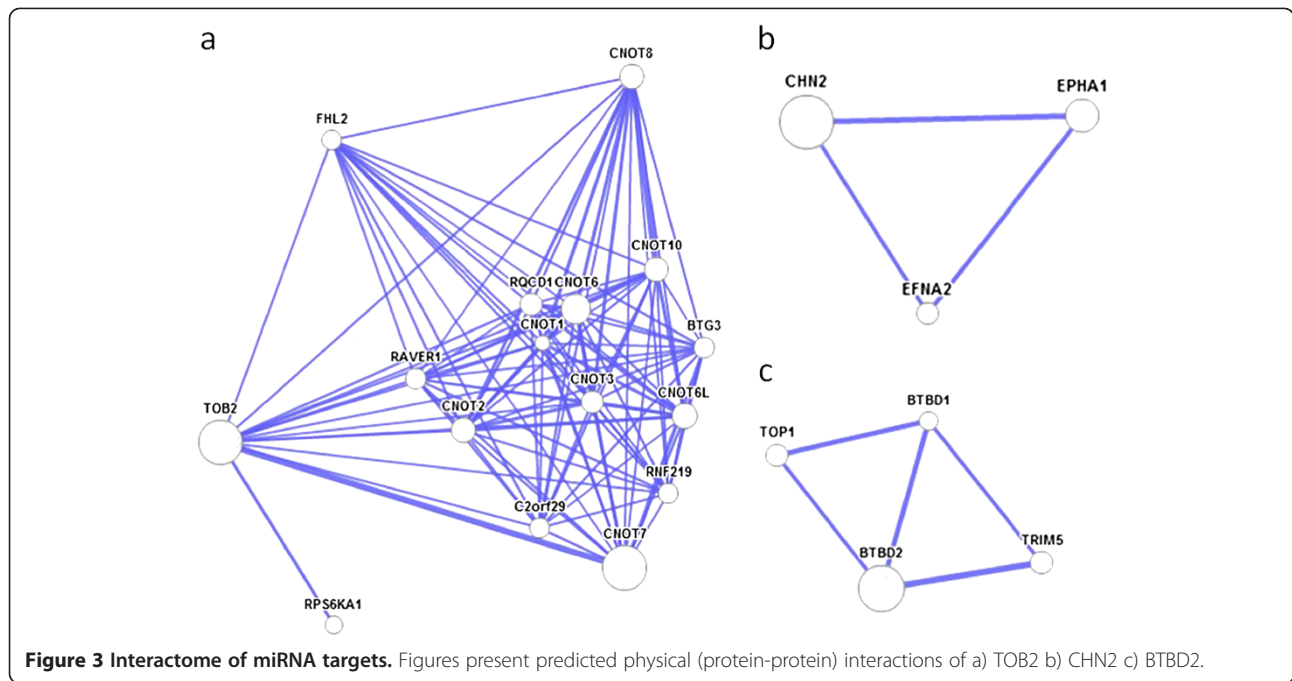 a
CNOT8
FHL2
CNOT10
RQCD1
CNOT6
CNOT1
BTG3
RAVER1
CNOT3
CNOT6L
TOB2
CNOT2
RNF219
C2orf29
CNOT7
RPS6KA1
b
CHN2
EPHA1
EFNA2
c
BTBD1
TOP1
BTBD2
TRIM5
Figure 3 Interactome of miRNA targets. Figures present predicted physical (protein-protein) interactions of a) TOB2 b) CHN2 c) BTBD2.